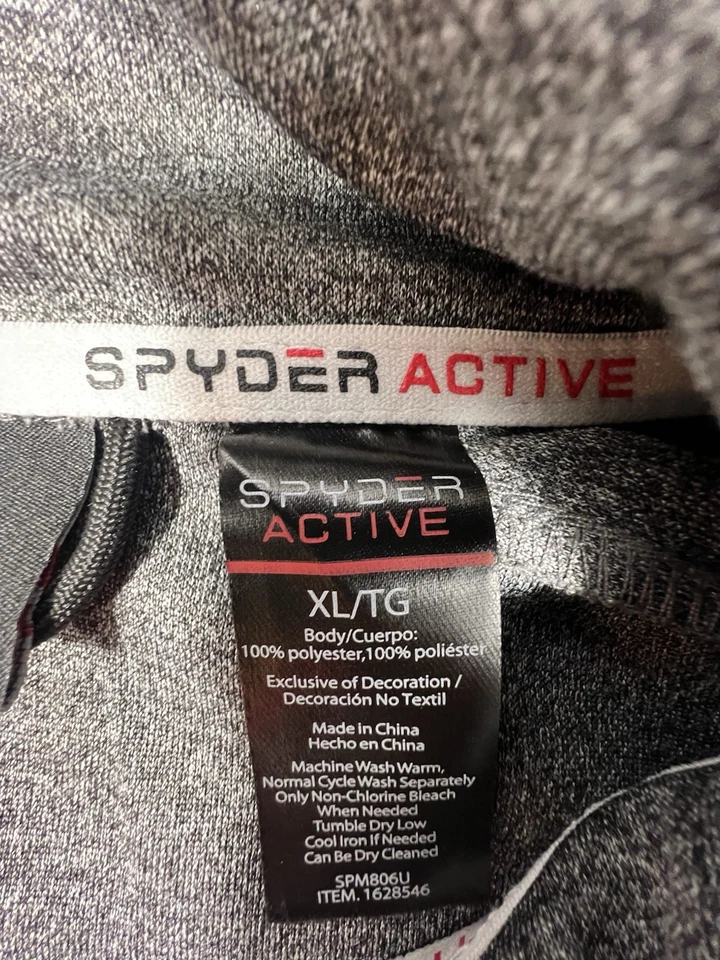 SPYDER ACTIVE
SPYDER
ACTIVE
XL/TG
Body/Cuerpo:
100% polyester,100% poliéster
Exclusive of Decoration /
Decoración No Textil
Made in China
Hecho en China
Machine Wash Warm,
Normal Cycle Wash Separately
Only Non-Chlorine Bleach
When Needed
Tumble Dry Low
Cool Iron If Needed
Can Be Dry Cleaned
SPM806U
ITEM. 1628546